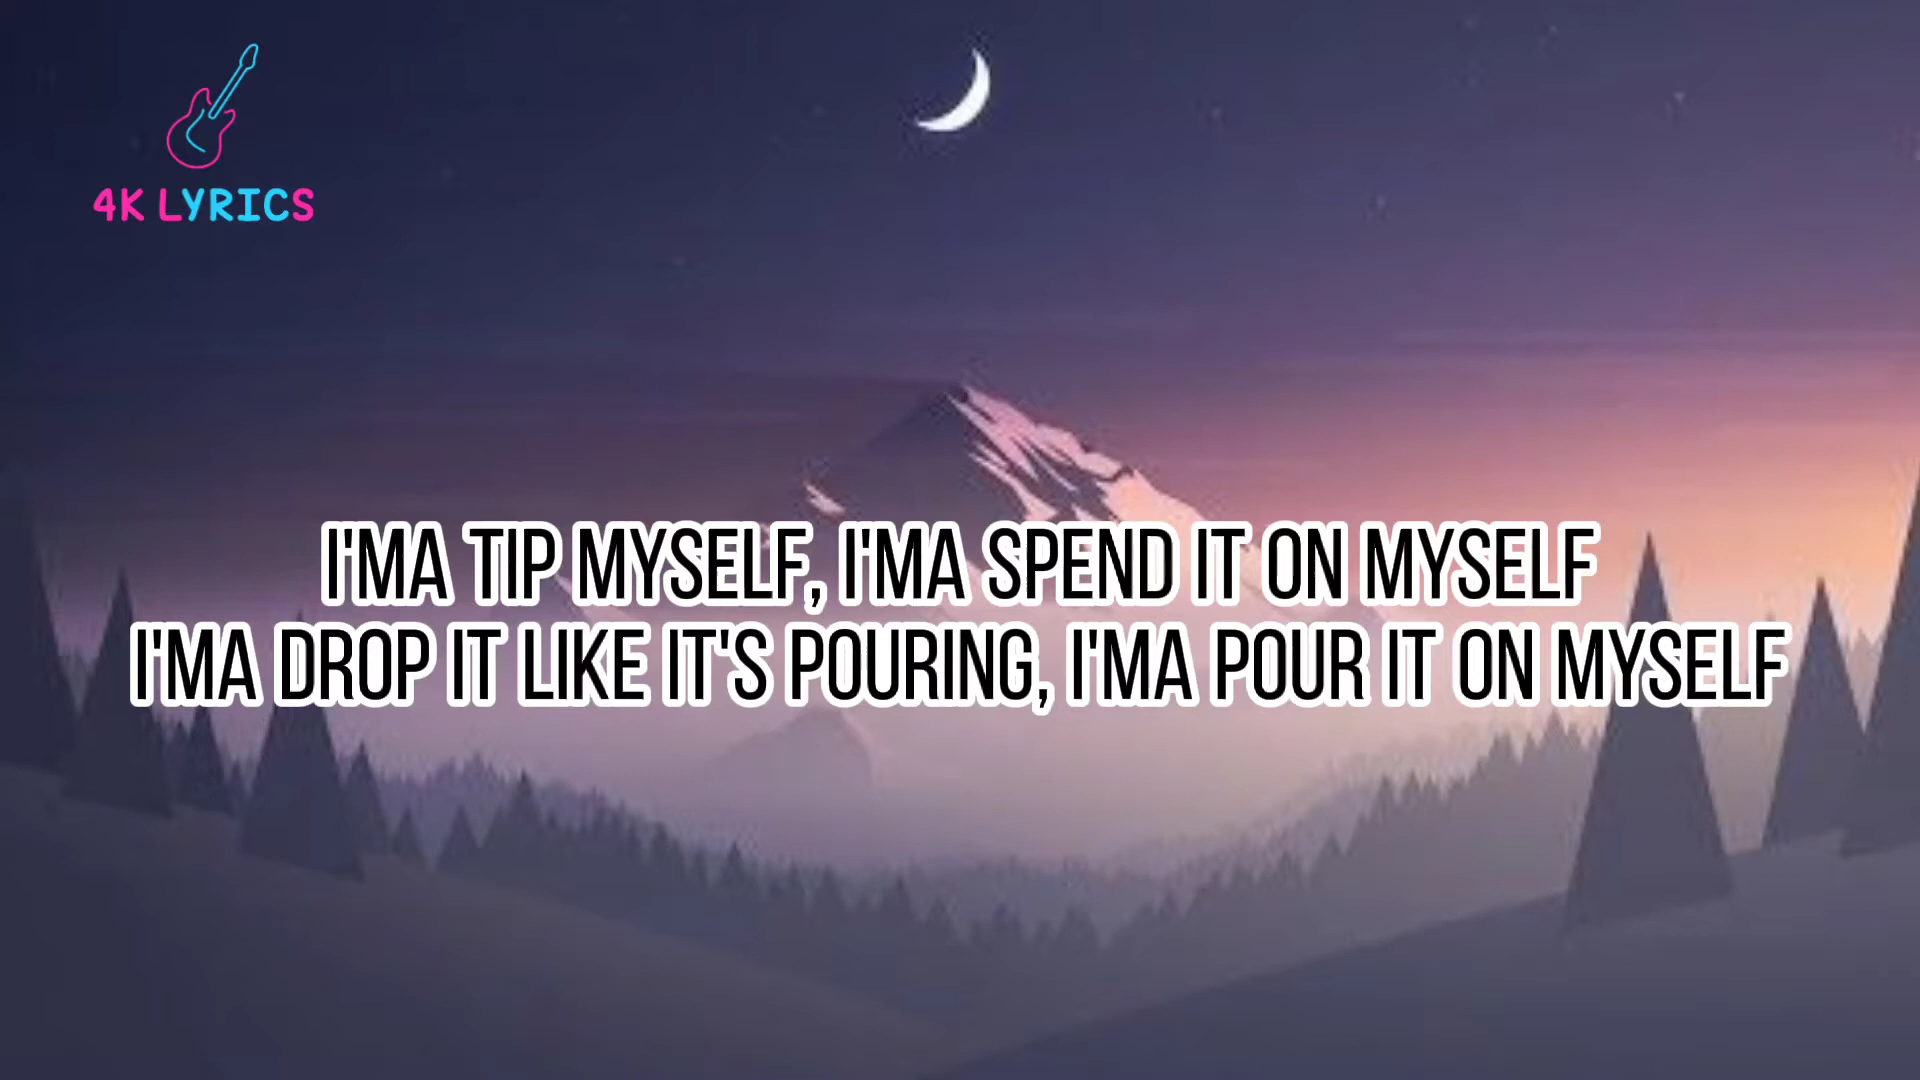 4K LYRICS
I'MA TIP MYSELF, I'MA SPEND IT ON MYSELF
I'MA DROP IT LIKE IT'S POURING, I'MA POUR IT ON MYSELF